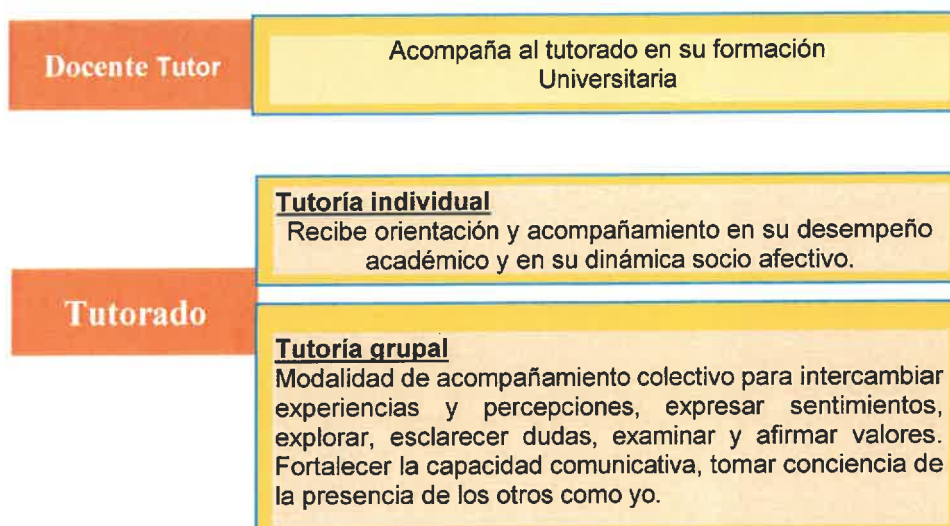 Docente Tutor
Acompaña al tutorado en su formación
Universitaria
Tutorado
Tutoría individual
Recibe orientación y acompañamiento en su desempeño
académico y en su dinámica socio afectivo.
Tutoría grupal
Modalidad de acompañamiento colectivo para intercambiar
experiencias y percepciones, expresar sentimientos,
explorar, esclarecer dudas, examinar y afirmar valores.
Fortalecer la capacidad comunicativa, tomar conciencia de
la presencia de los otros como yo.